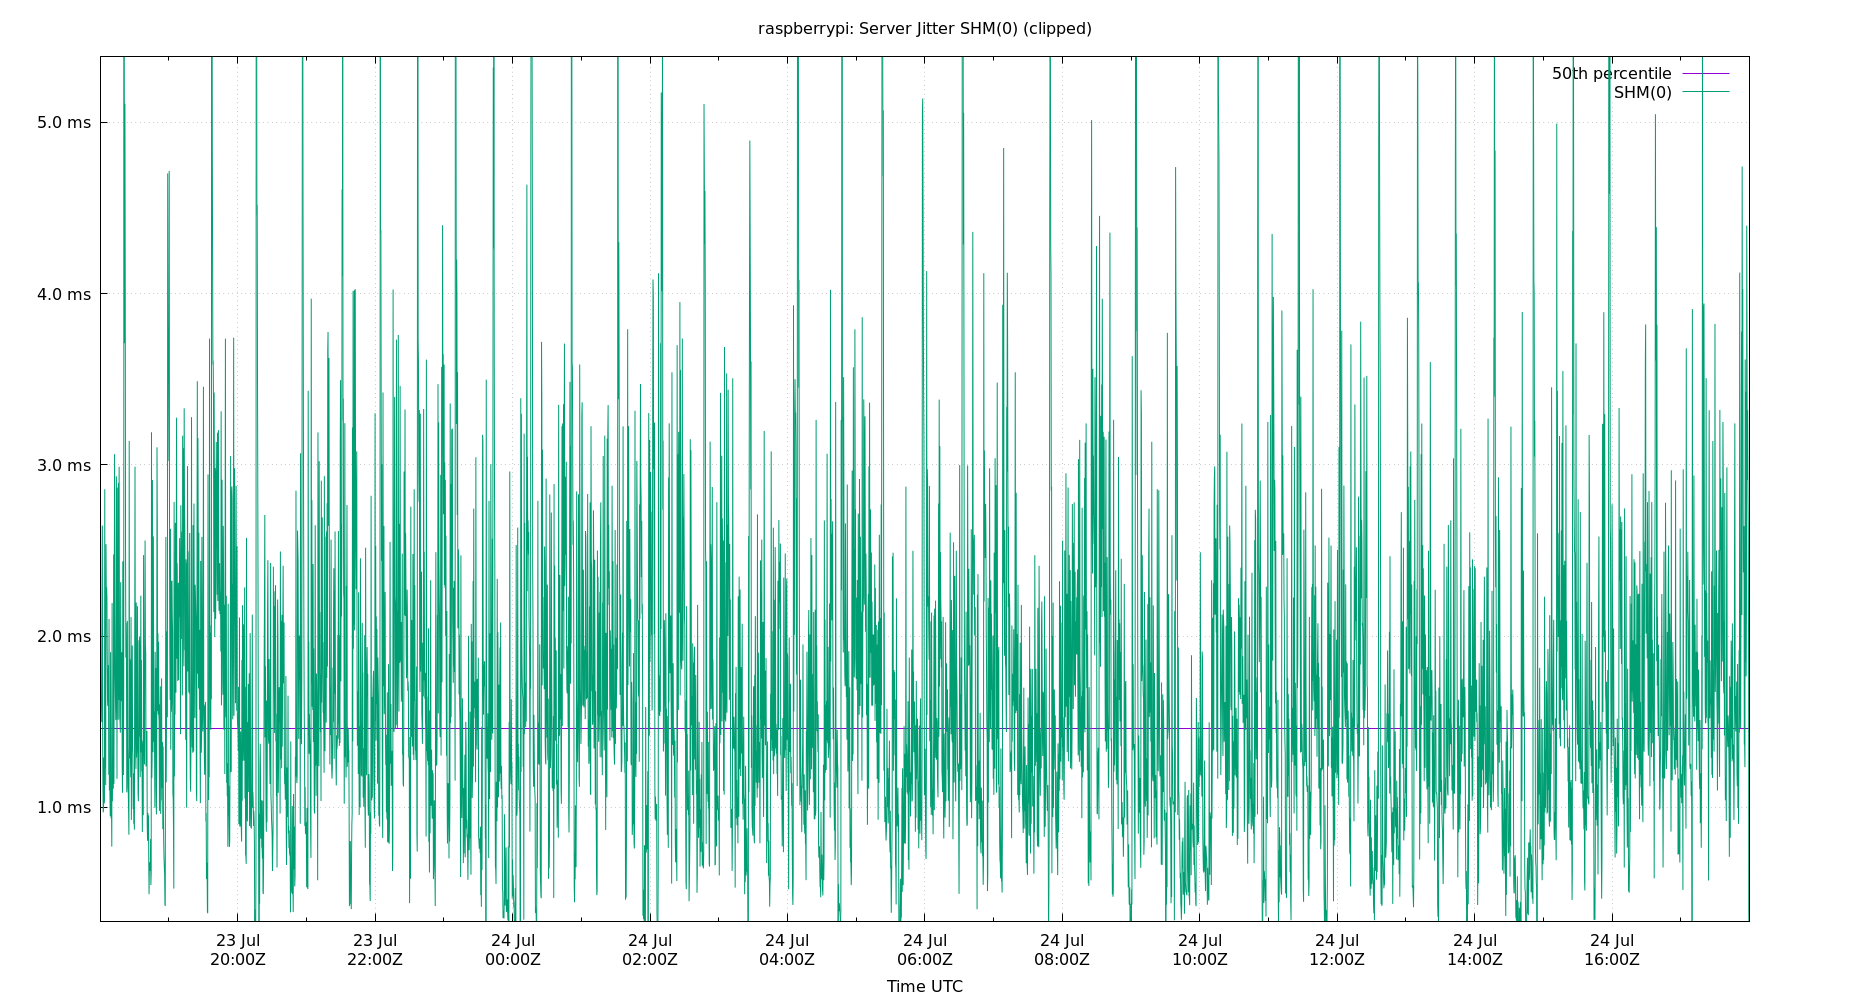 raspberrypi: Server Jitter SHM(0) (clipped)
50th percentile
SHM(0)
5.0 ms
4.0 ms
3.0 ms
2.0 ms
1.0 ms
23 Jul 23 Jul 24 Jul 24 Jul 24 Jul 24 Jul 24 Jul 24 Jul 24 Jul 24 Jul 24 Jul
20:00Z 22:00Z 00:00Z 02:00Z 04:00Z 06:00Z 08:00Z 10:00Z 12:00Z 14:00Z 16:00Z
Time UTC